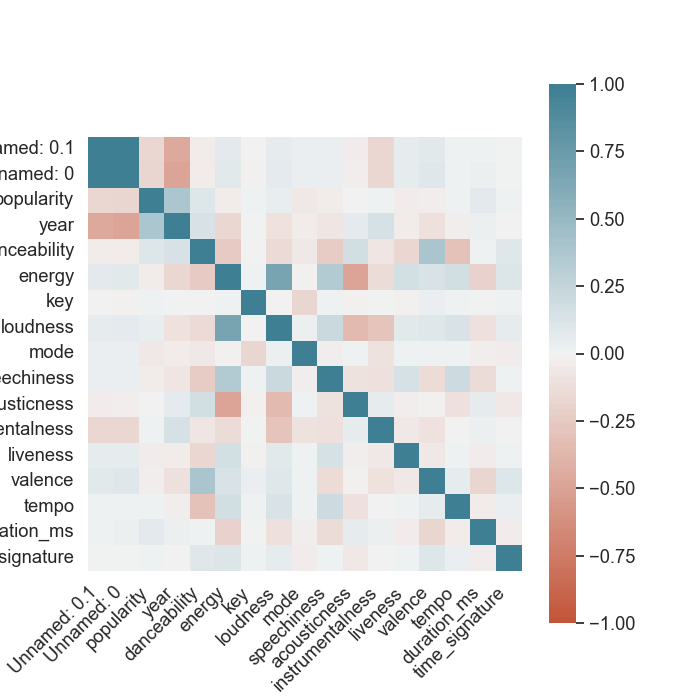 amed: 0.1
named: 0
popularity
year
nceability
energy
key
loudness
mode
eechiness
usticness
entalness
liveness
valence
tempo
ation_ms
signature
Unnamed: 0.1
Unnamed: 0
popularity
year
danceability
energy
key
loudness
mode
speechiness
acousticness
instrumentalness
liveness
valence
tempo
duration_ms
time_signature
1.00
0.75
0.50
0.25
0.00
−0.25
−0.50
−0.75
−1.00